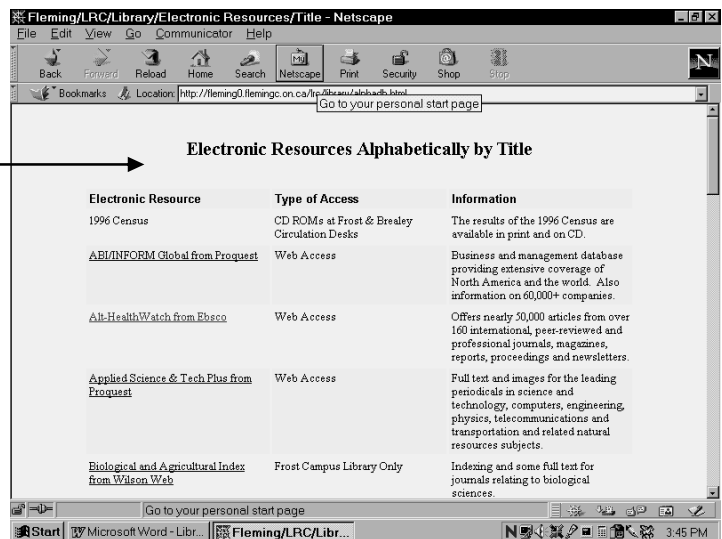 Fleming/LRC/Library/Electronic Resources/Title - Netscape
File Edit View Go Communicator Help
Back Forward Reload Home Search Netscape Print Security Shop Stop
N
Bookmarks Location: http://fleming0.flemingc.on.ca/lrc/library/alphadb.html
Go to your personal start page
Electronic Resources Alphabetically by Title
Electronic Resource Type of Access Information
1996 Census CD ROMs at Frost & Brealey The results of the 1996 Census are
Circulation Desks available in print and on CD.
ABI/INFORM Global from Proquest Web Access Business and management database
providing extensive coverage of
North America and the world. Also
information on 60,000+ companies.
Alt-HealthWatch from Ebsco Web Access Offers nearly 50,000 articles from over
160 international, peer-reviewed and
professional journals, magazines,
reports, proceedings and newsletters.
Applied Science & Tech Plus from Web Access Full text and images for the leading
Proquest periodicals in science and
technology, computers, engineering,
physics, telecommunications and
transportation and related natural
resources subjects.
Biological and Agricultural Index Frost Campus Library Only Indexing and some full text for
from Wilson Web journals relating to biological
sciences.
Go to your personal start page
Start Microsoft Word - Libr... Fleming/LRC/Libr... N 3:45 PM